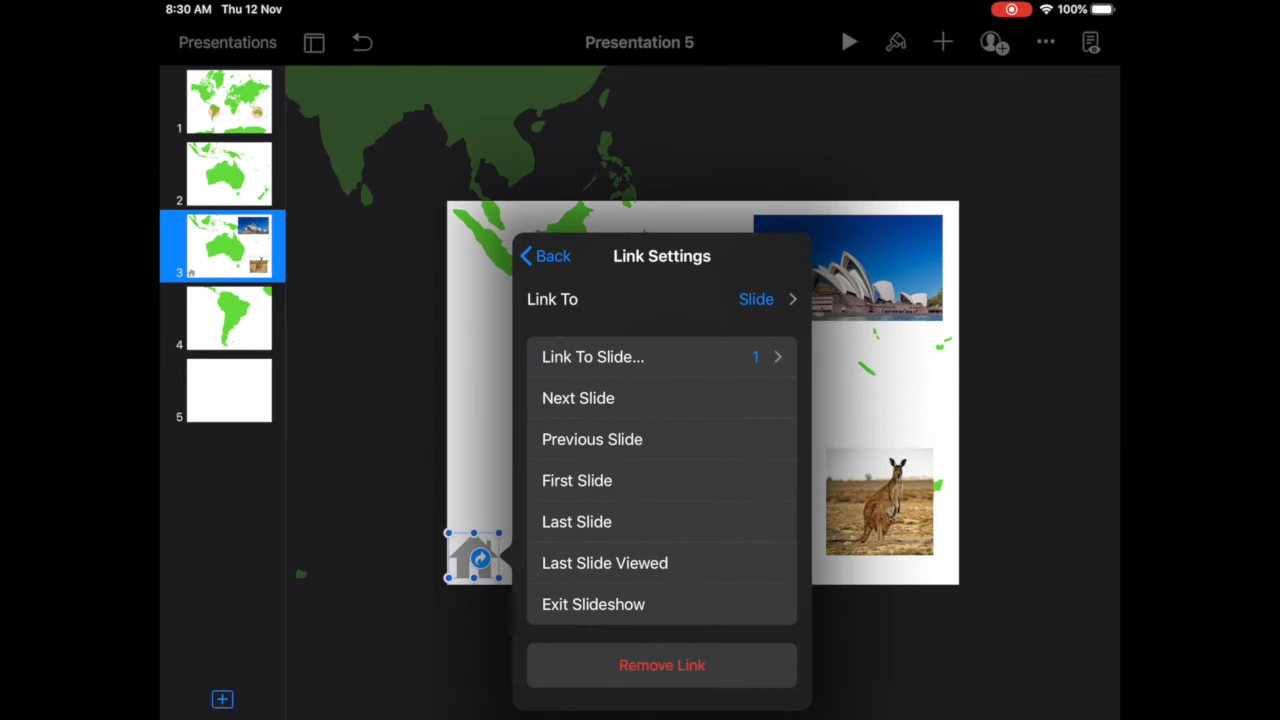 8:30 AM Thu 12 Nov
100%
Presentations
Presentation 5
1
2
3
4
5
Back
Link Settings
Link To
Slide
Link To Slide...
1
Next Slide
Previous Slide
First Slide
Last Slide
Last Slide Viewed
Exit Slideshow
Remove Link